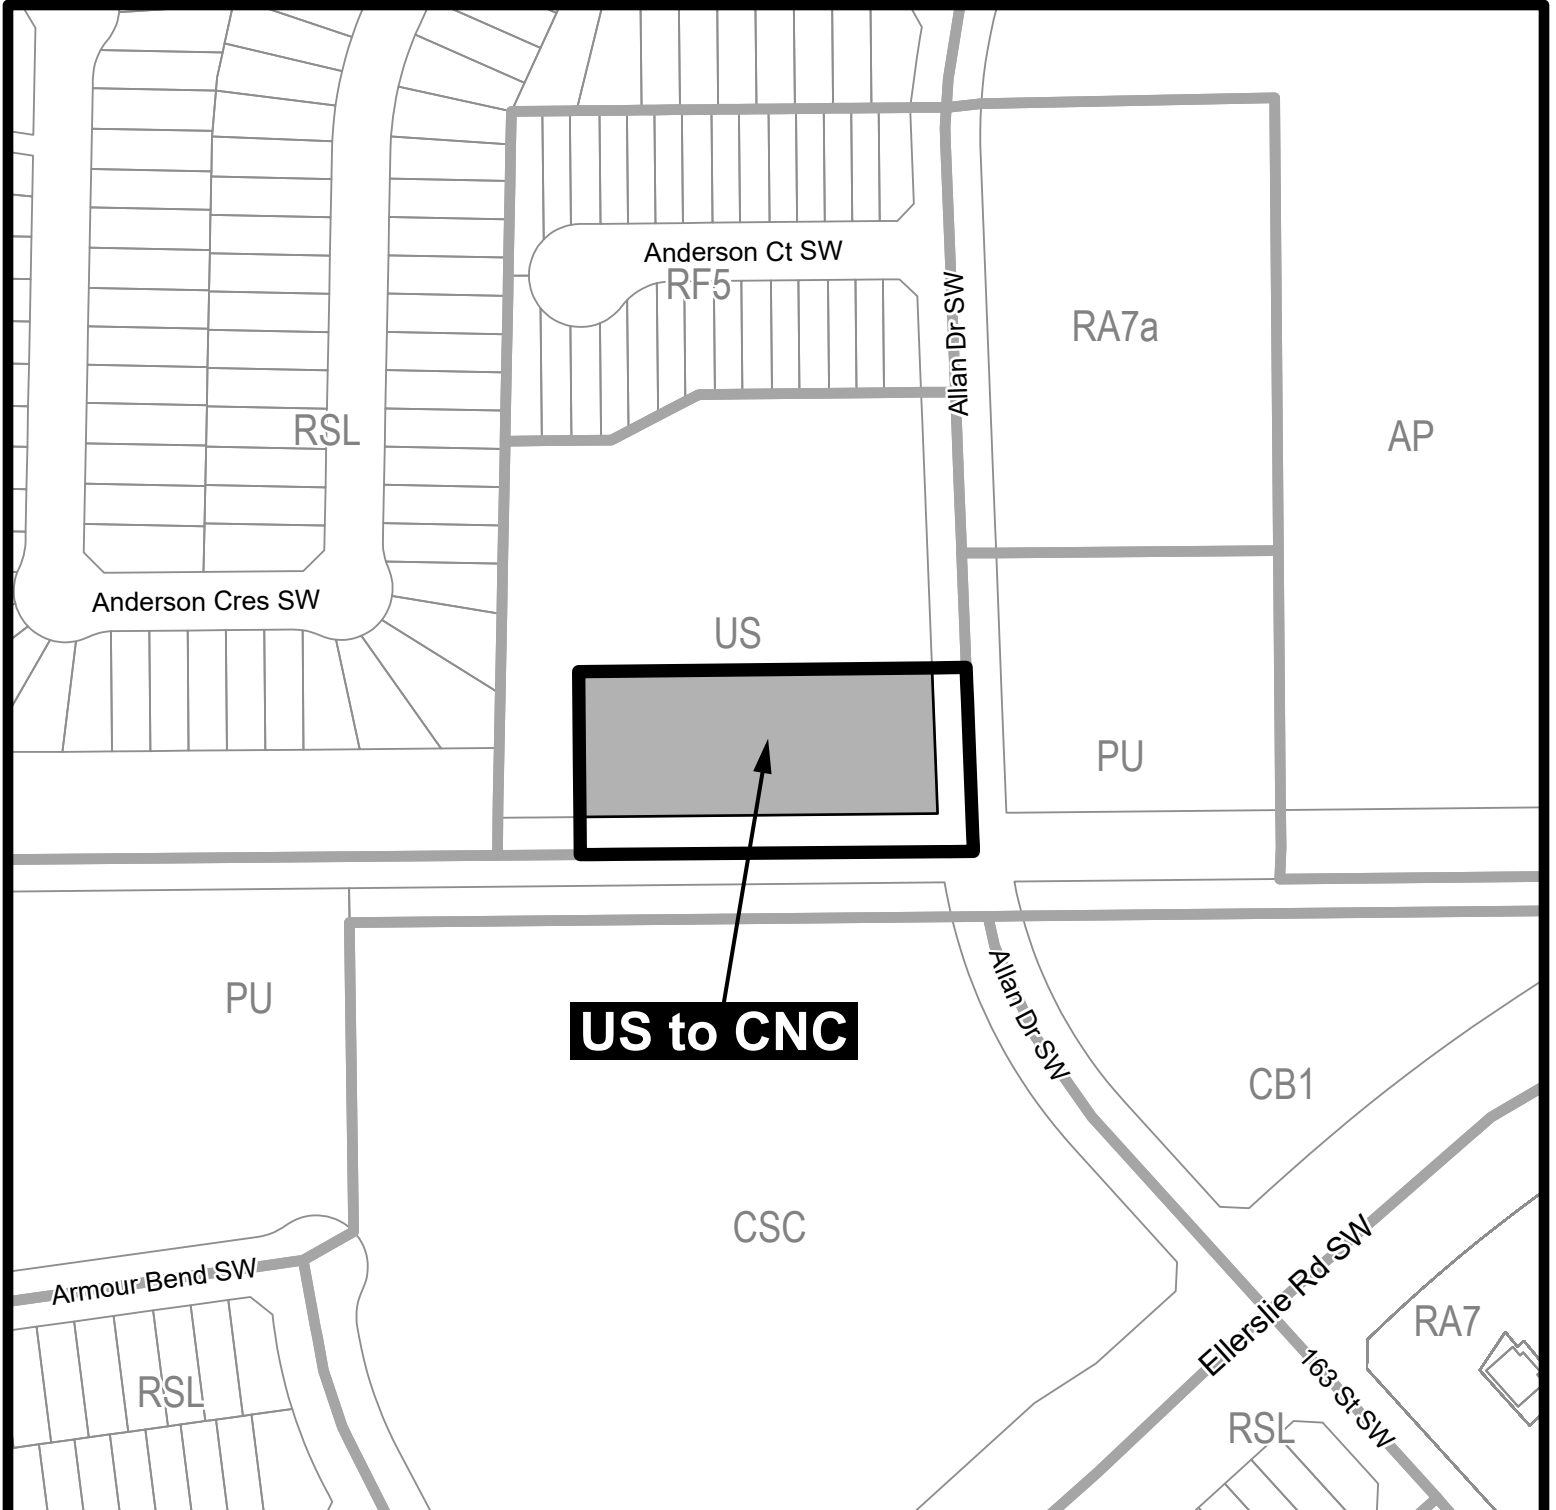 Anderson Ct SW
RF5
Allan Dr SW
RA7a
RSL
AP
Anderson Cres SW
US
PU
PU
US to CNC
Allan Dr SW
CB1
CSC
Armour Bend SW
Ellerslie Rd SW
RA7
163 St SW
RSL
RSL